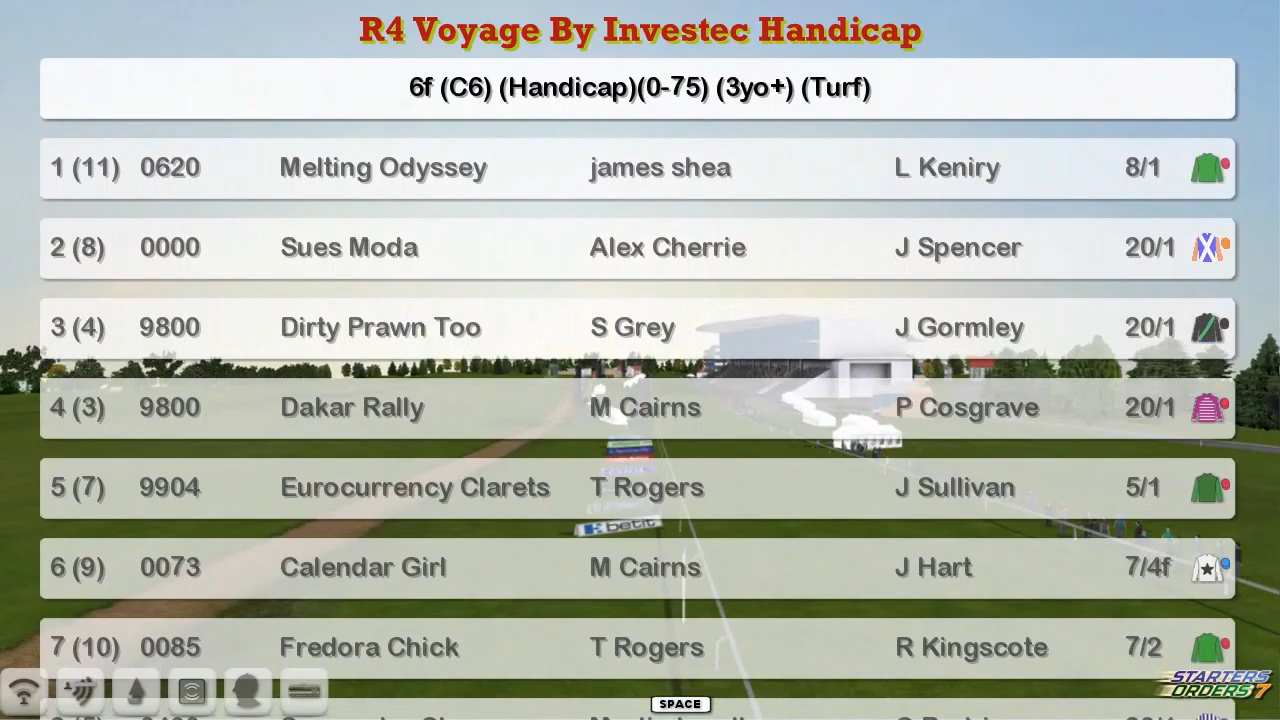 R4 Voyage By Investec Handicap
6f (C6) (Handicap)(0-75) (3yo+) (Turf)
1 (11) 0620 Melting Odyssey james shea L Keniry 8/1
2 (8) 0000 Sues Moda Alex Cherrie J Spencer 20/1
3 (4) 9800 Dirty Prawn Too S Grey J Gormley 20/1
4 (3) 9800 Dakar Rally M Cairns P Cosgrave 20/1
5 (7) 9904 Eurocurrency Clarets T Rogers J Sullivan 5/1
betit
6 (9) 0073 Calendar Girl M Cairns J Hart 7/4f
7 (10) 0085 Fredora Chick T Rogers R Kingscote 7/2
STARTERS
ORDERS 7
SPACE